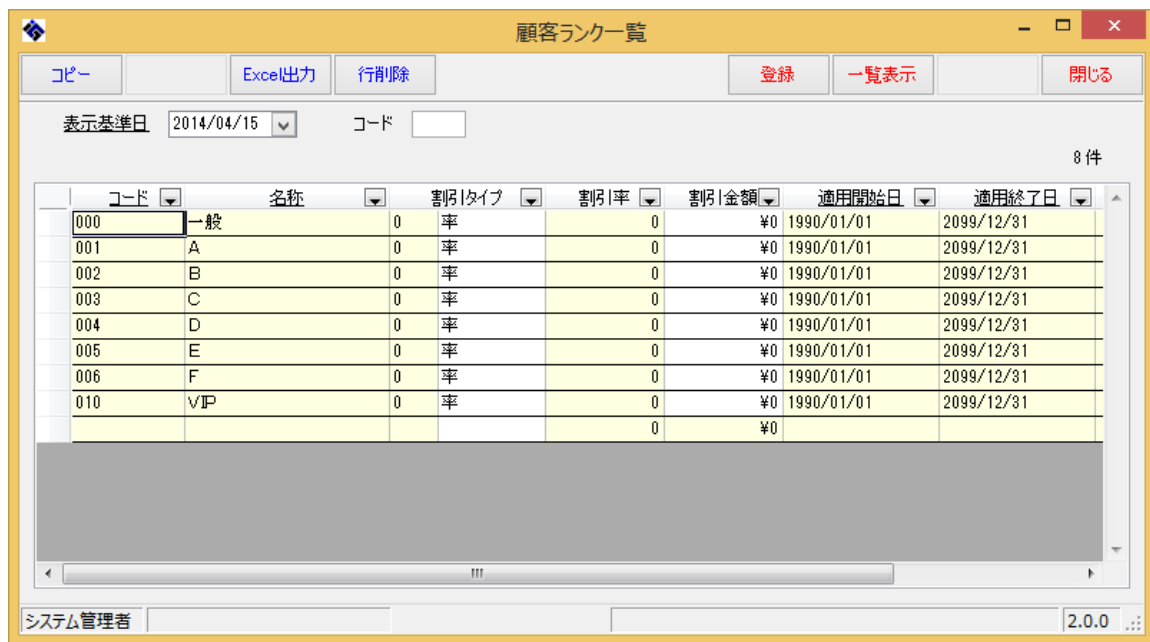 顧客ランク一覧
コピー Excel出力 行削除 登録 一覧表示 閉じる
表示基準日 2014/04/15 コード
8 件
コード 名称 割引タイプ 割引率 割引金額 適用開始日 適用終了日
000 一般 0 率 0 ¥0 1990/01/01 2099/12/31
001 A 0 率 0 ¥0 1990/01/01 2099/12/31
002 B 0 率 0 ¥0 1990/01/01 2099/12/31
003 C 0 率 0 ¥0 1990/01/01 2099/12/31
004 D 0 率 0 ¥0 1990/01/01 2099/12/31
005 E 0 率 0 ¥0 1990/01/01 2099/12/31
006 F 0 率 0 ¥0 1990/01/01 2099/12/31
010 VIP 0 率 0 ¥0 1990/01/01 2099/12/31
0 ¥0
システム管理者 2.0.0